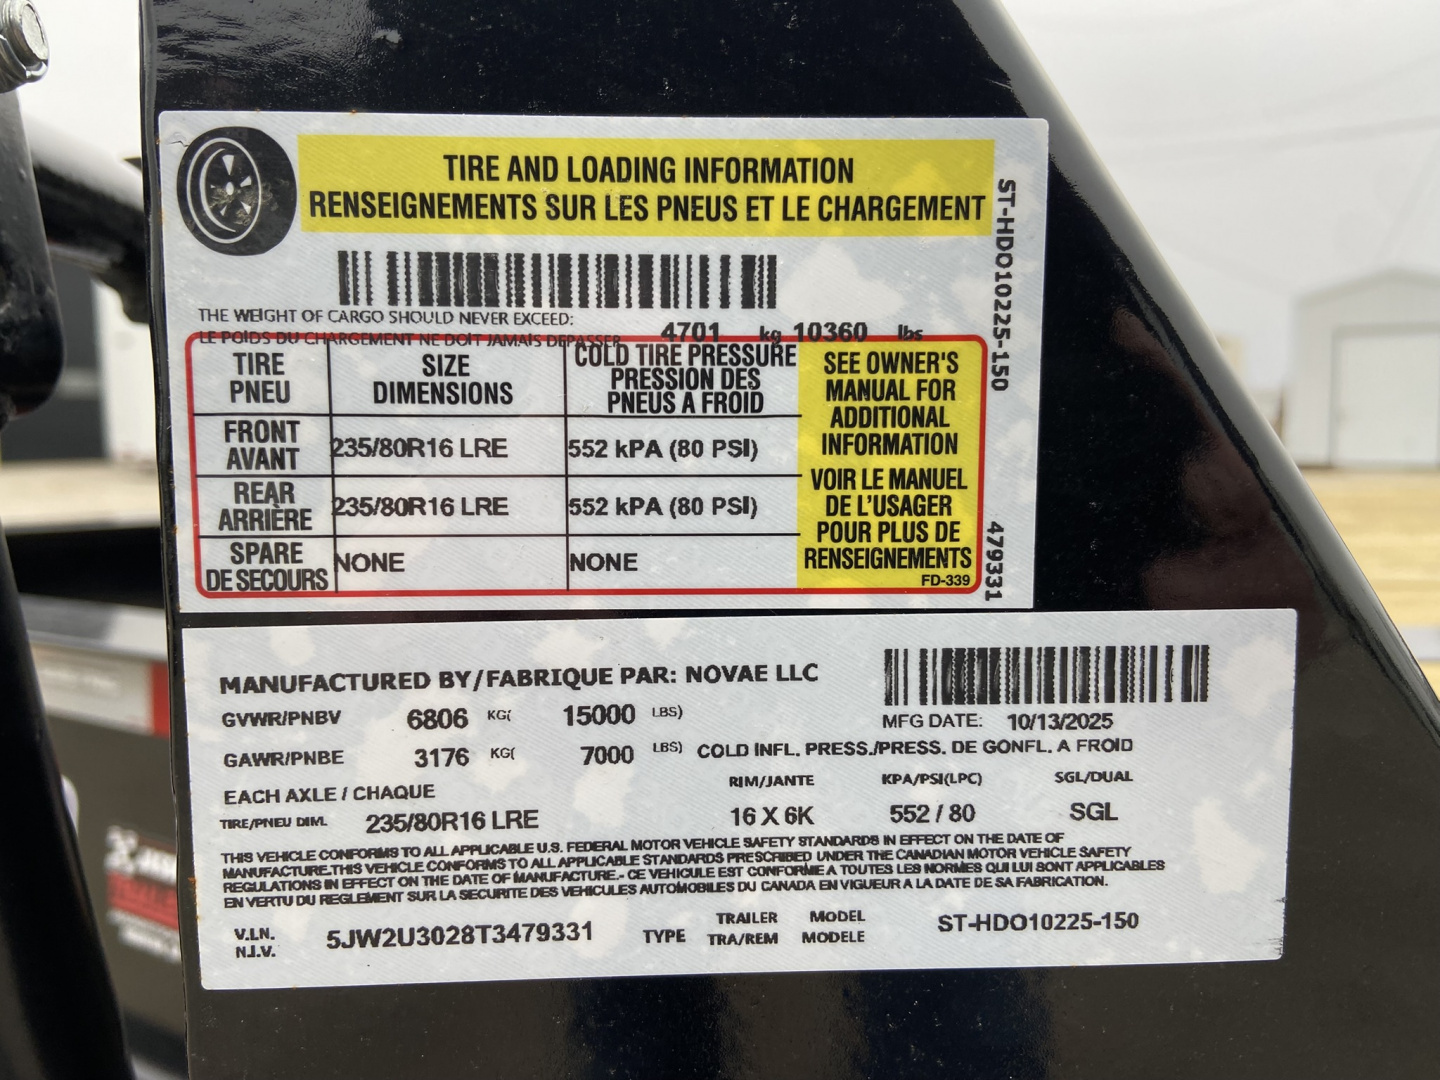 TIRE AND LOADING INFORMATION
RENSEIGNEMENTS SUR LES PNEUS ET LE CHARGEMENT
ST-HDO10225-150
THE WEIGHT OF CARGO SHOULD NEVER EXCEED:
LE POIDS DU CHARGEMENT NE DOIT JAMAIS DEPASSER 4701 kg 10360 lbs
TIRE
PNEU
SIZE
DIMENSIONS
COLD TIRE PRESSURE
PRESSION DES
PNEUS A FROID
FRONT
AVANT
235/80R16 LRE
552 kPA (80 PSI)
REAR
ARRIÈRE
235/80R16 LRE
552 kPA (80 PSI)
SPARE
DE SECOURS
NONE
NONE
SEE OWNER'S
MANUAL FOR
ADDITIONAL
INFORMATION
VOIR LE MANUEL
DE L'USAGER
POUR PLUS DE
RENSEIGNEMENTS
FD-339
479331
MANUFACTURED BY/FABRIQUE PAR: NOVAE LLC
GVWR/PNBV 6806 KG( 15000 LBS)
MFG DATE: 10/13/2025
GAWR/PNBE 3176 KG( 7000 LBS) COLD INFL. PRESS./PRESS. DE GONFL. A FROID
EACH AXLE / CHAQUE
RIM/JANTE KPA/PSI(LPC) SGL/DUAL
TIRE/PNEU DIM. 235/80R16 LRE 16 X 6K 552 / 80 SGL
THIS VEHICLE CONFORMS TO ALL APPLICABLE U.S. FEDERAL MOTOR VEHICLE SAFETY STANDARDS IN EFFECT ON THE DATE OF
MANUFACTURE.THIS VEHICLE CONFORMS TO ALL APPLICABLE STANDARDS PRESCRIBED UNDER THE CANADIAN MOTOR VEHICLE SAFETY
REGULATIONS IN EFFECT ON THE DATE OF MANUFACTURE.- CE VEHICULE EST CONFORME A TOUTES LES NORMES QUI LUI SONT APPLICABLES
EN VERTU DU REGLEMENT SUR LA SECURITE DES VEHICULES AUTOMOBILES DU CANADA EN VIGUEUR A LA DATE DE SA FABRICATION.
V.I.N.
N.I.V.
5JW2U3028T3479331
TYPE
TRAILER
TRA/REM
MODEL
MODELE
ST-HDO10225-150